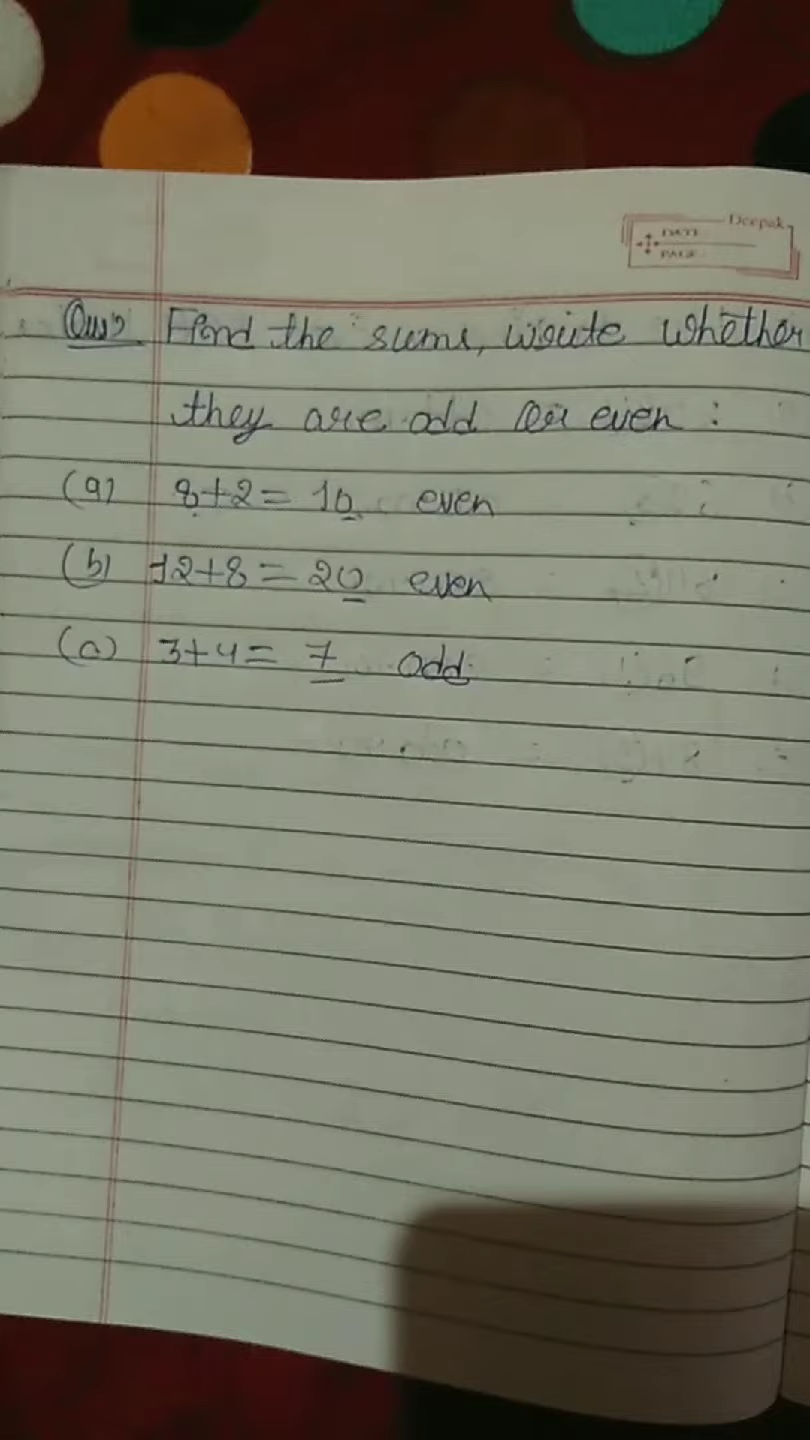 Deepak
DATE
PAGE
Ques Find the sums, write whether
they are odd or even :
(a) 8+2= 10 even
(b) 12+8 = 20 even
(c) 3+4= 7 odd